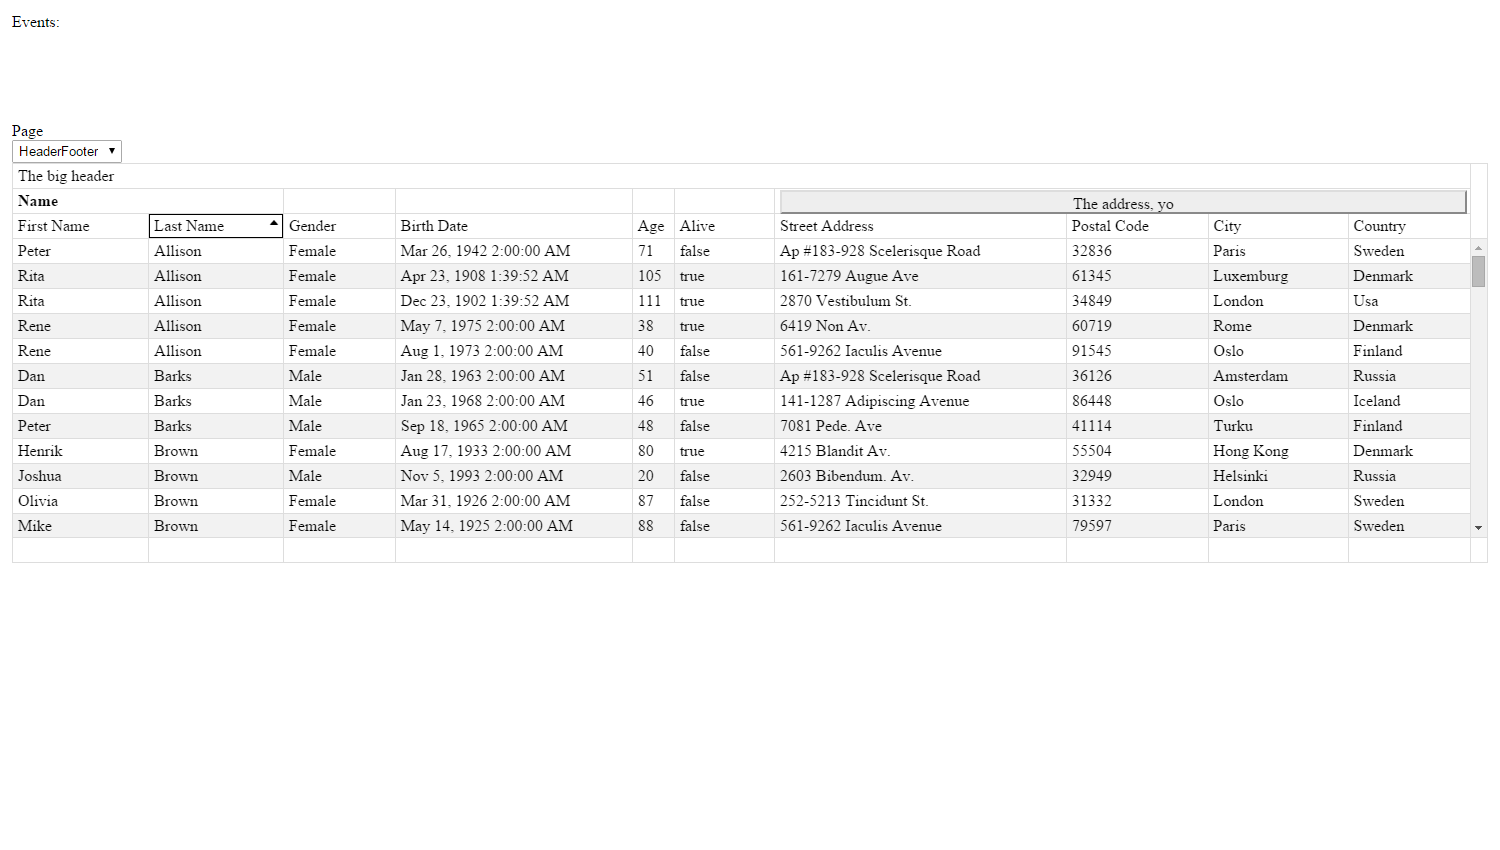 Events:
Page
HeaderFooter
The big header
Name The address, yo
First Name Last Name Gender Birth Date Age Alive Street Address Postal Code City Country
Peter Allison Female Mar 26, 1942 2:00:00 AM 71 false Ap #183-928 Scelerisque Road 32836 Paris Sweden
Rita Allison Female Apr 23, 1908 1:39:52 AM 105 true 161-7279 Augue Ave 61345 Luxemburg Denmark
Rita Allison Female Dec 23, 1902 1:39:52 AM 111 true 2870 Vestibulum St. 34849 London Usa
Rene Allison Female May 7, 1975 2:00:00 AM 38 true 6419 Non Av. 60719 Rome Denmark
Rene Allison Female Aug 1, 1973 2:00:00 AM 40 false 561-9262 Iaculis Avenue 91545 Oslo Finland
Dan Barks Male Jan 28, 1963 2:00:00 AM 51 false Ap #183-928 Scelerisque Road 36126 Amsterdam Russia
Dan Barks Male Jan 23, 1968 2:00:00 AM 46 true 141-1287 Adipiscing Avenue 86448 Oslo Iceland
Peter Barks Male Sep 18, 1965 2:00:00 AM 48 false 7081 Pede. Ave 41114 Turku Finland
Henrik Brown Female Aug 17, 1933 2:00:00 AM 80 true 4215 Blandit Av. 55504 Hong Kong Denmark
Joshua Brown Male Nov 5, 1993 2:00:00 AM 20 false 2603 Bibendum. Av. 32949 Helsinki Russia
Olivia Brown Female Mar 31, 1926 2:00:00 AM 87 false 252-5213 Tincidunt St. 31332 London Sweden
Mike Brown Female May 14, 1925 2:00:00 AM 88 false 561-9262 Iaculis Avenue 79597 Paris Sweden